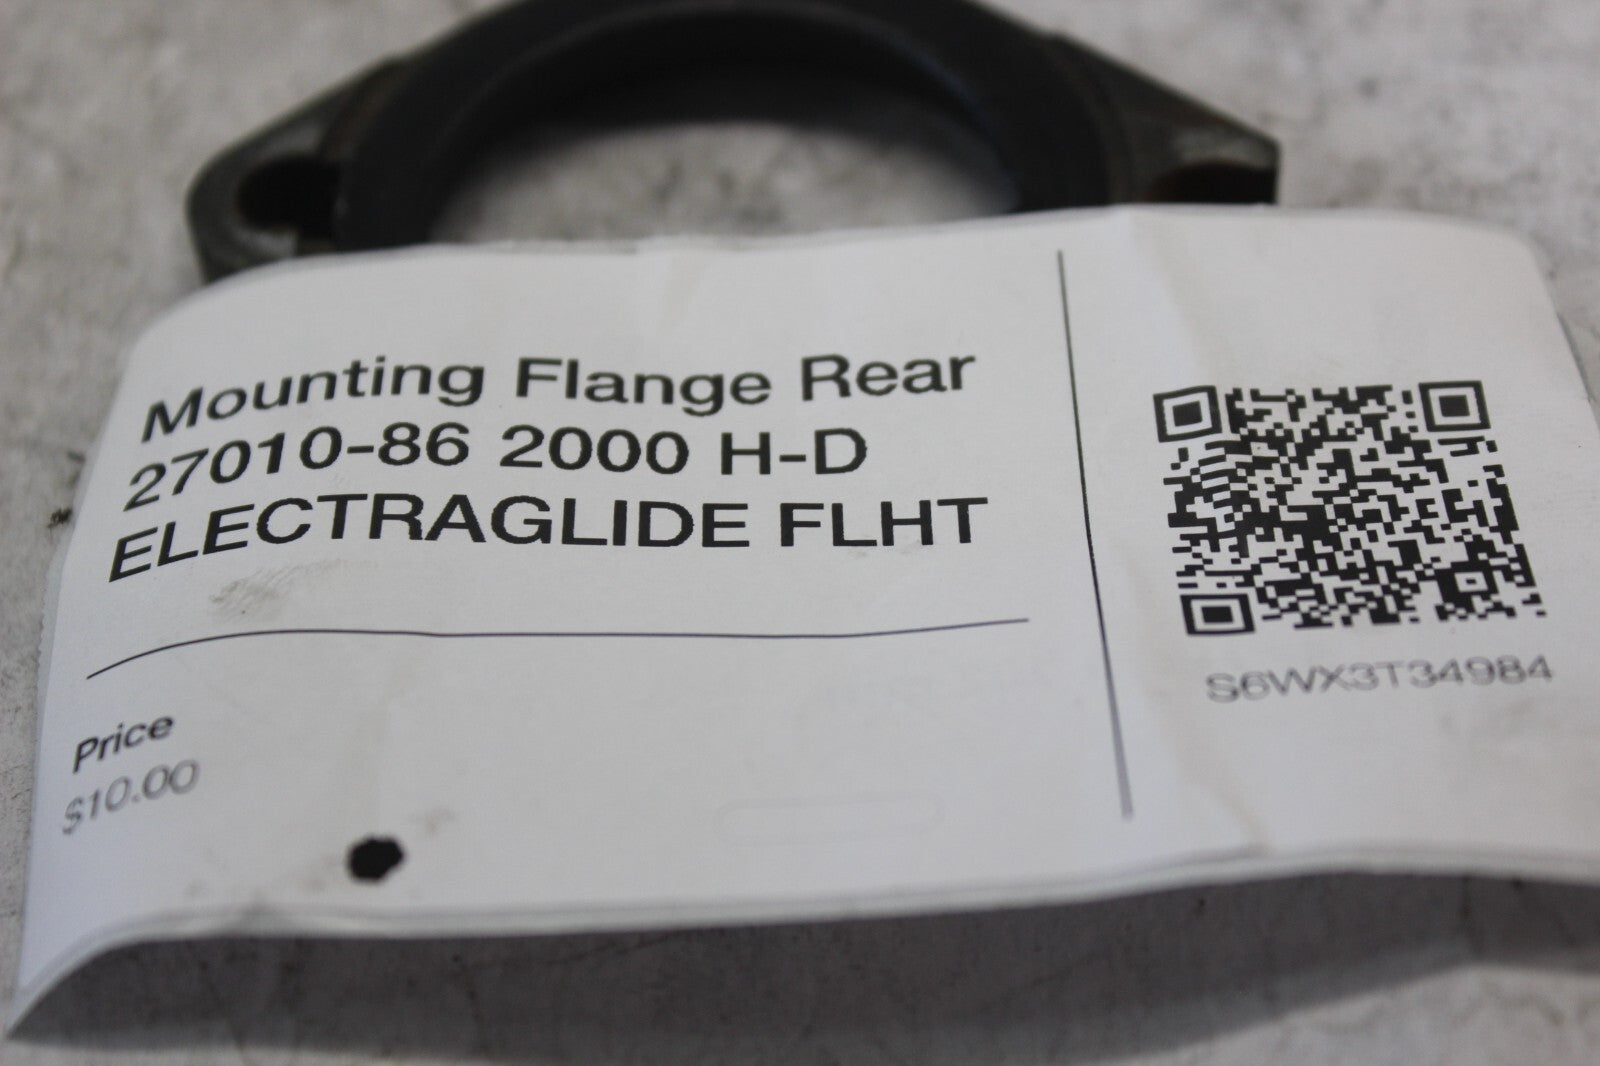 Mounting Flange Rear
27010-86 2000 H-D
ELECTRAGLIDE FLHT
Price
$10.00
S6WX3T34984